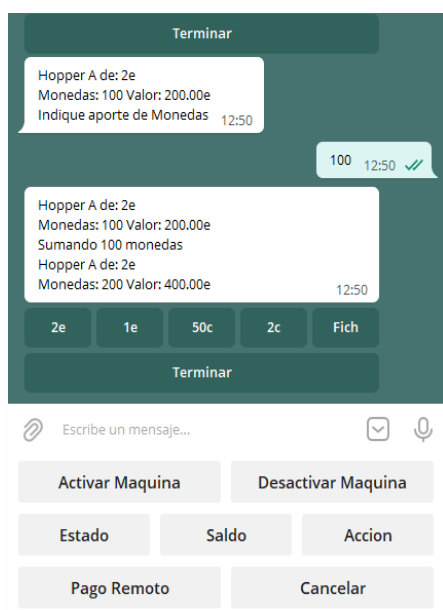 Terminar
Hopper A de: 2e
Monedas: 100 Valor: 200.00e
Indique aporte de Monedas 12:50
100 12:50
Hopper A de: 2e
Monedas: 100 Valor: 200.00e
Sumando 100 monedas
Hopper A de: 2e
Monedas: 200 Valor: 400.00e
12:50
2e 1e 50c 2c Fich
Terminar
Escribe un mensaje...
Activar Maquina Desactivar Maquina
Estado Saldo Accion
Pago Remoto Cancelar